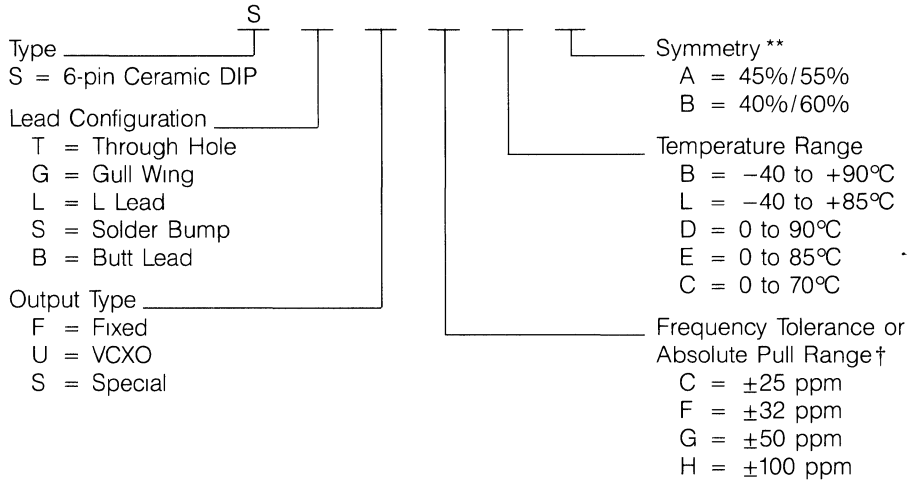 S
Type
S = 6-pin Ceramic DIP
Lead Configuration
T = Through Hole
G = Gull Wing
L = L Lead
S = Solder Bump
B = Butt Lead
Output Type
F = Fixed
U = VCXO
S = Special
Symmetry **
A = 45%/55%
B = 40%/60%
Temperature Range
B = −40 to +90°C
L = −40 to +85°C
D = 0 to 90°C
E = 0 to 85°C
C = 0 to 70°C
Frequency Tolerance or
Absolute Pull Range†
C = ±25 ppm
F = ±32 ppm
G = ±50 ppm
H = ±100 ppm